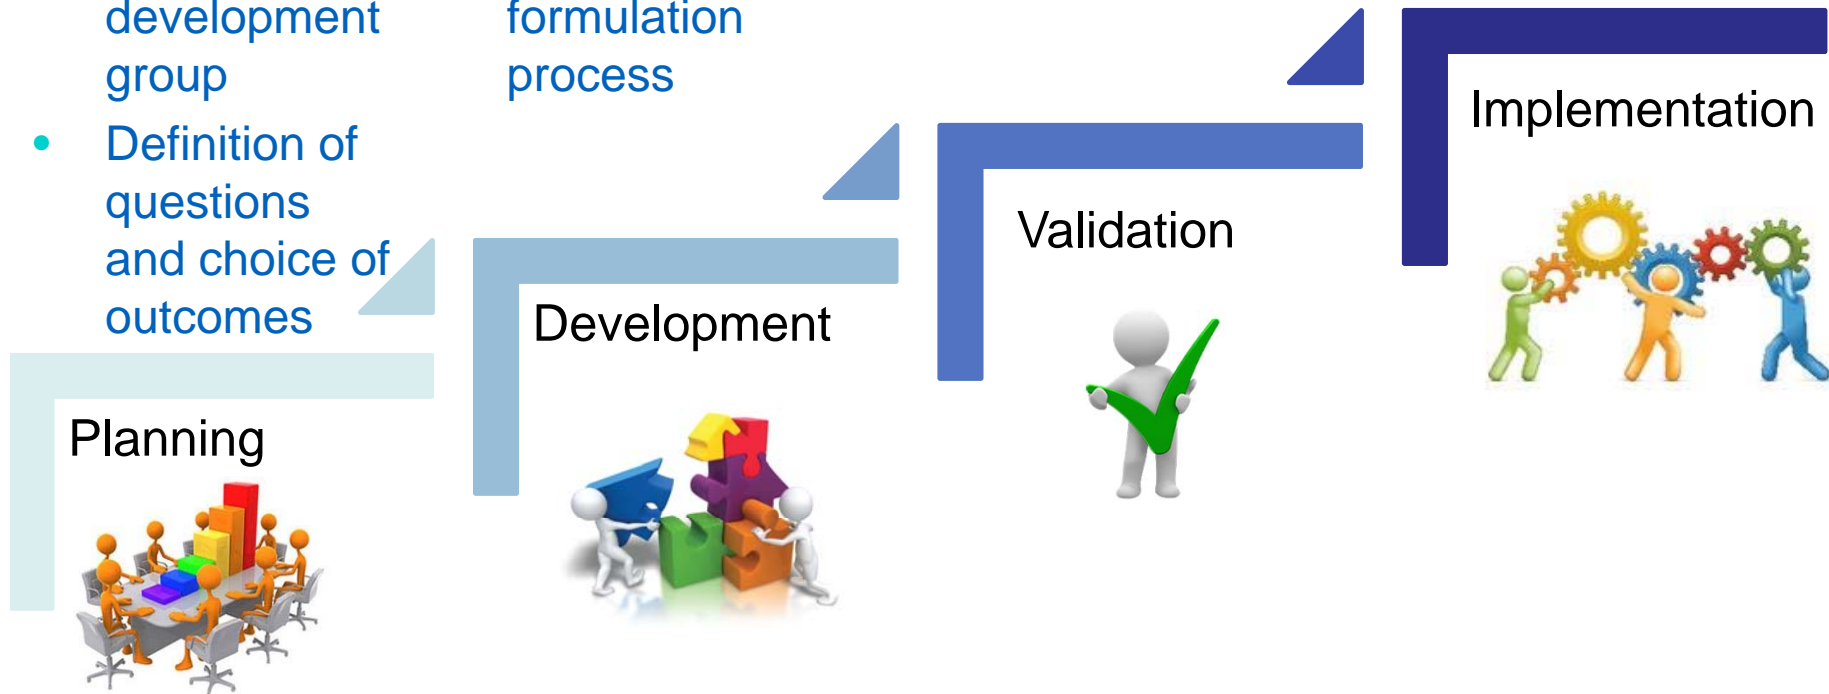 development
group
• Definition of
questions
and choice of
outcomes
formulation
process
Planning
Development
Validation
Implementation